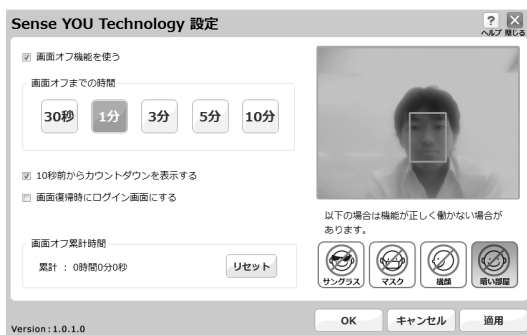 Sense YOU Technology 設定
?
ヘルプ 閉じる
画面オフ機能を使う
画面オフまでの時間
30秒 1分 3分 5分 10分
10秒前からカウントダウンを表示する
画面復帰時にログイン画面にする
以下の場合は機能が正しく働かない場合が
あります。
画面オフ累計時間
累計 : 0時間0分0秒
リセット
サングラス マスク 横顔 暗い部屋
OK キャンセル 適用
Version:1.0.1.0